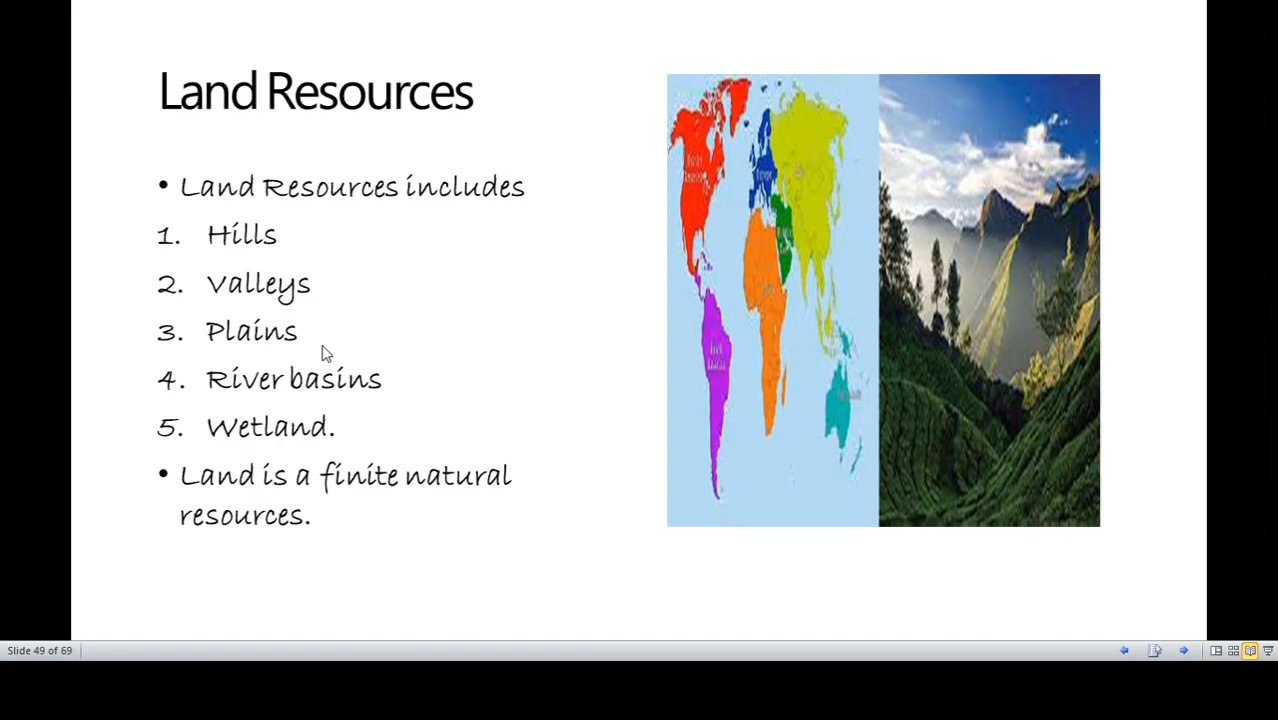 Land Resources
• Land Resources includes
1. Hills
2. Valleys
3. Plains
4. River basins
5. Wetland.
• Land is a finite natural
resources.
Europe
Slide 49 of 69